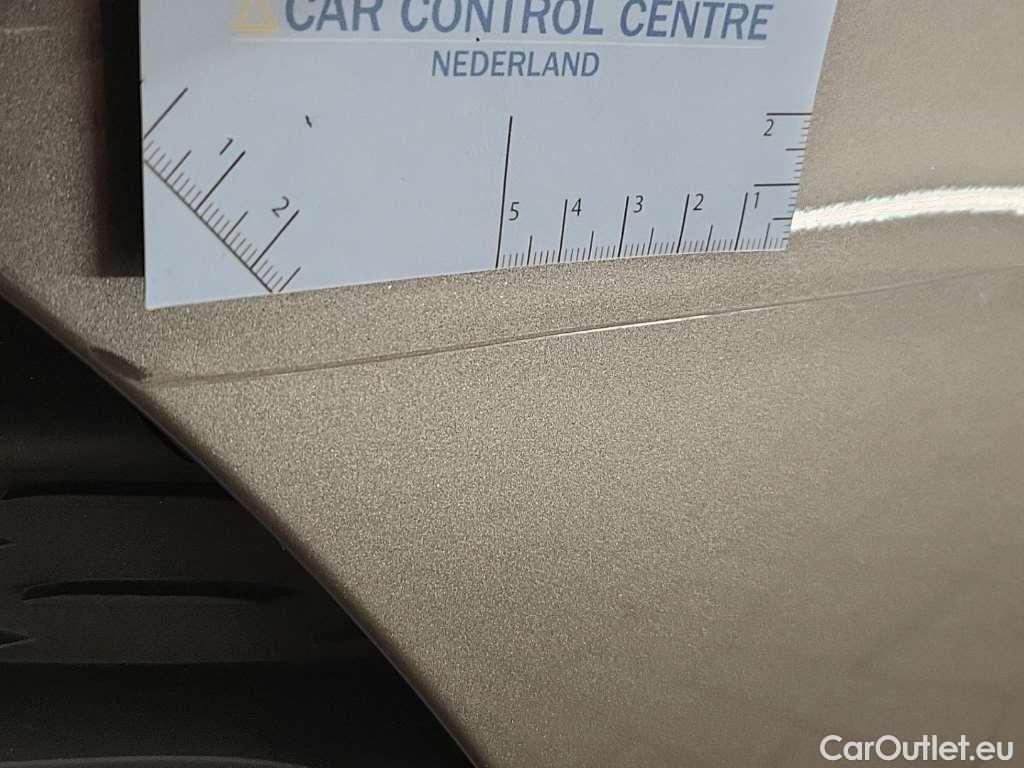 CAR CONTROL CENTRE
NEDERLAND
1
2
5 4 3 2 1
2
CarOutlet.eu